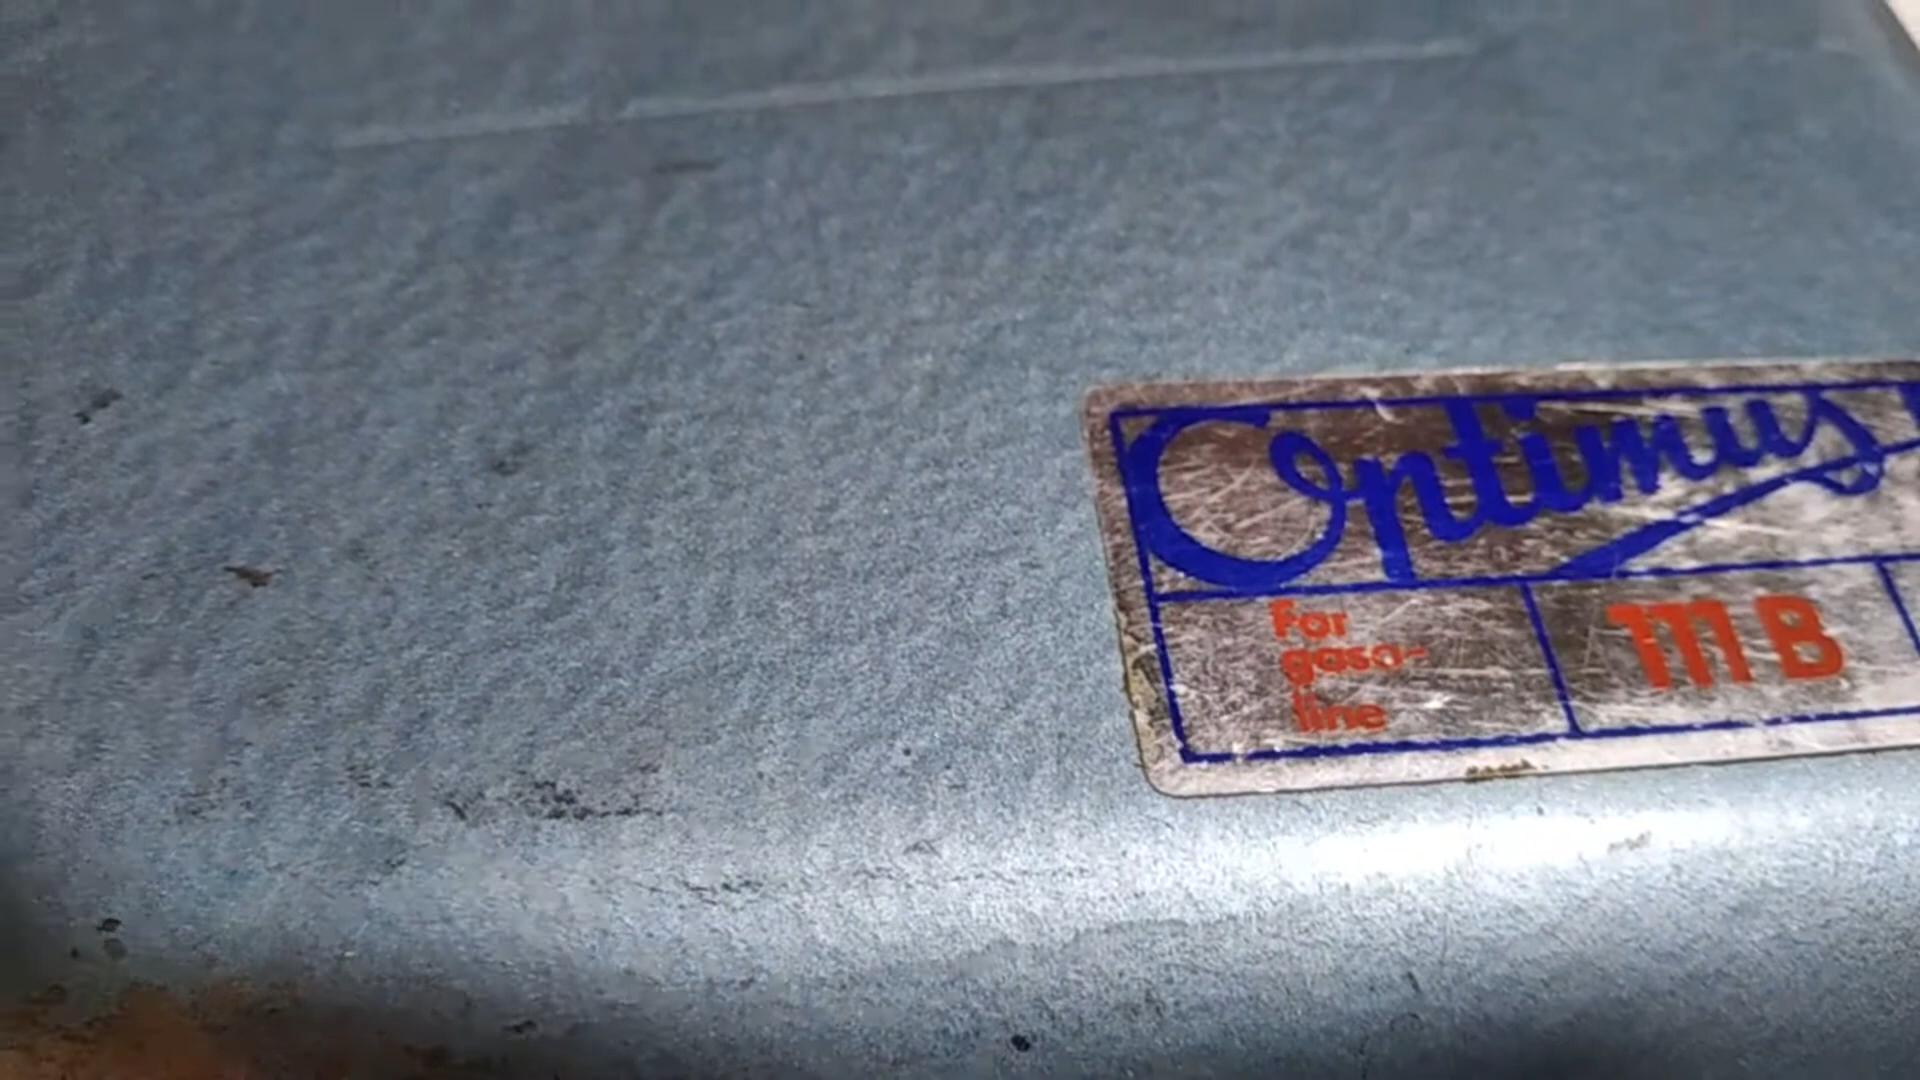 Optimus
For
gaso-
line
111 B